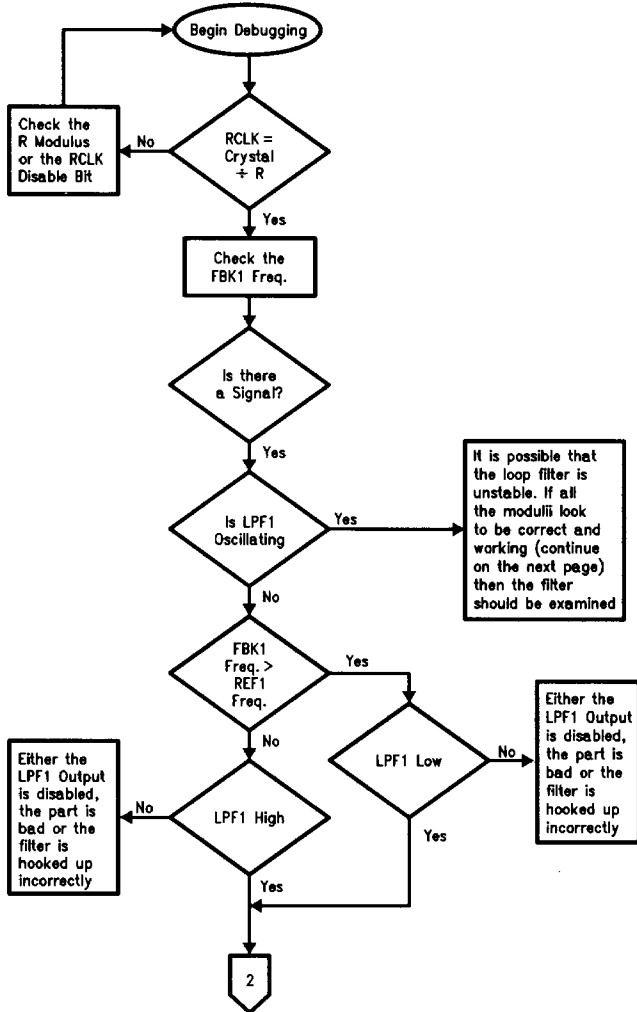 Begin Debugging
Check the
R Modulus
or the RCLK
Disable Bit
No
RCLK =
Crystal
÷ R
Yes
Check the
FBK1 Freq.
Is there
a Signal?
Yes
Is LPF1
Oscillating
Yes
It is possible that
the loop filter is
unstable. If all
the modulii look
to be correct and
working (continue
on the next page)
then the filter
should be examined
No
FBK1
Freq. >
REF1
Freq.
Yes
No
LPF1 Low
No
Either the
LPF1 Output
is disabled,
the part is
bad or the
filter is
hooked up
incorrectly
Yes
Either the
LPF1 Output
is disabled,
the part is
bad or the
filter is
hooked up
incorrectly
No
LPF1 High
Yes
2